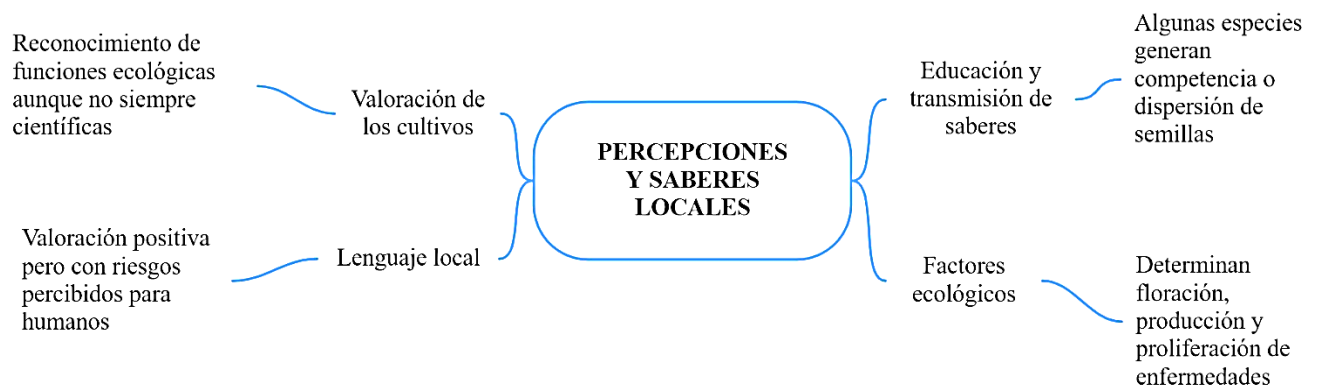 PERCEPCIONES
Y SABERES
LOCALES
Valoración de
los cultivos
Reconocimiento de
funciones ecológicas
aunque no siempre
científicas
Lenguaje local
Valoración positiva
pero con riesgos
percibidos para
humanos
Educación y
transmisión de
saberes
Algunas especies
generan
competencia o
dispersión de
semillas
Factores
ecológicos
Determinan
floración,
producción y
proliferación de
enfermedades